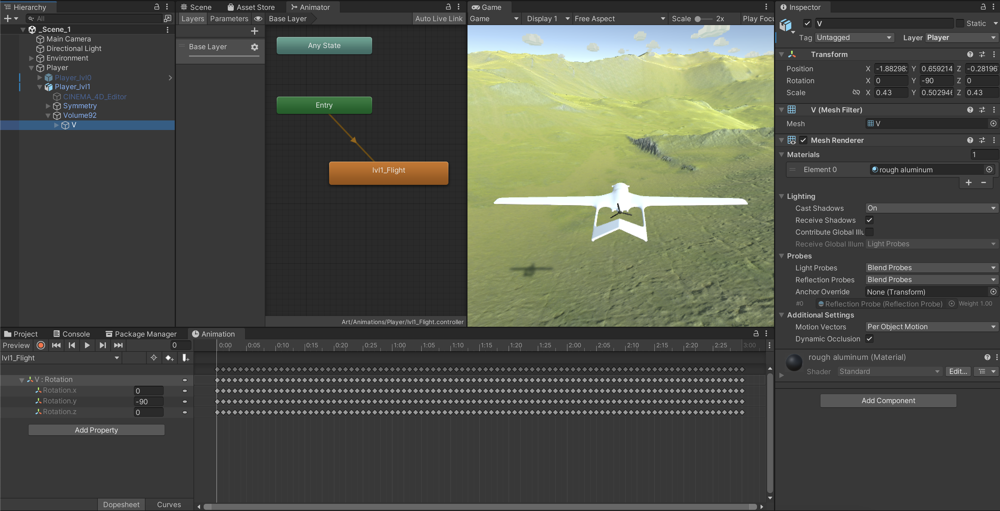 Hierarchy
All
_Scene_1
Main Camera
Directional Light
Environment
Player
Player_lvl0
Player_lvl1
CINEMA_4D_Editor
Symmetry
Volume92
V
Scene
Asset Store
Animator
Layers
Parameters
Base Layer
Auto Live Link
Base Layer
Any State
Entry
lvl1_Flight
Art/Animations/Player/lvl1_Flight.controller
Game
Game
Display 1
Free Aspect
Scale
2x
Play Focu
Inspector
V
Static
Tag
Untagged
Layer
Player
Transform
Position X -1.88298: Y 0.659214 Z -0.28196
Rotation X 0 Y -90 Z 0
Scale X 0.43 Y 0.502946 Z 0.43
V (Mesh Filter)
Mesh V
Mesh Renderer
Materials 1
Element 0 rough aluminum
+ −
Lighting
Cast Shadows On
Receive Shadows
Contribute Global Illu
Receive Global Illum Light Probes
Probes
Light Probes Blend Probes
Reflection Probes Blend Probes
Anchor Override None (Transform)
#0 Reflection Probe (Reflection Probe) Weight 1.00
Additional Settings
Motion Vectors Per Object Motion
Dynamic Occlusion
rough aluminum (Material)
Shader Standard Edit...
Add Component
Project
Console
Package Manager
Animation
Preview
0
0:00 0:05 0:10 0:15 0:20 0:25 1:00 1:05 1:10 1:15 1:20 1:25 2:00 2:05 2:10 2:15 2:20 2:25 3:00
lvl1_Flight
V : Rotation
Rotation.x 0
Rotation.y -90
Rotation.z 0
Add Property
Dopesheet
Curves